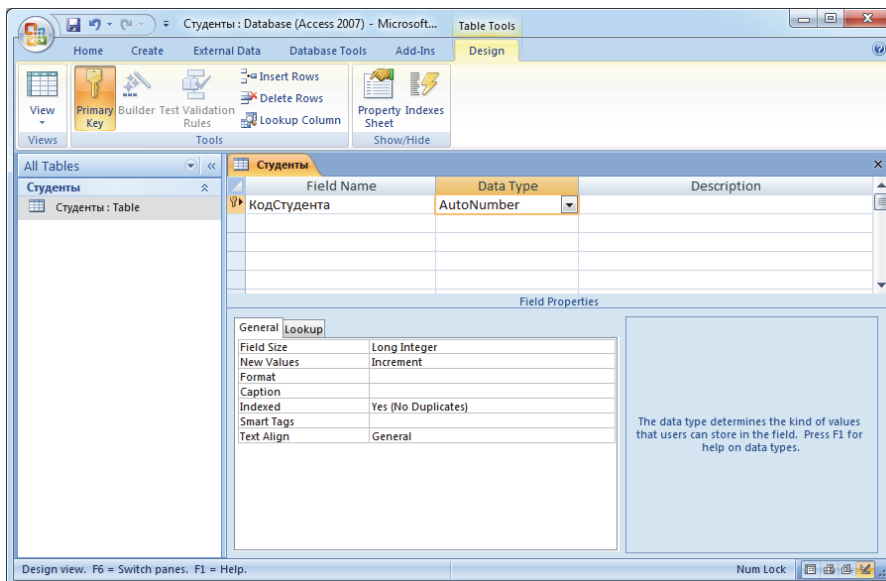 Студенты : Database (Access 2007) - Microsoft... Table Tools
Home Create External Data Database Tools Add-Ins Design
View
Primary Key
Builder
Test Validation Rules
Insert Rows
Delete Rows
Lookup Column
Property Sheet
Indexes
Views Tools Show/Hide
All Tables
Студенты
Студенты : Table
Студенты
Field Name Data Type Description
КодСтудента AutoNumber
Field Properties
General Lookup
Field Size Long Integer
New Values Increment
Format
Caption
Indexed Yes (No Duplicates)
Smart Tags
Text Align General
The data type determines the kind of values
that users can store in the field. Press F1 for
help on data types.
Design view. F6 = Switch panes. F1 = Help. Num Lock